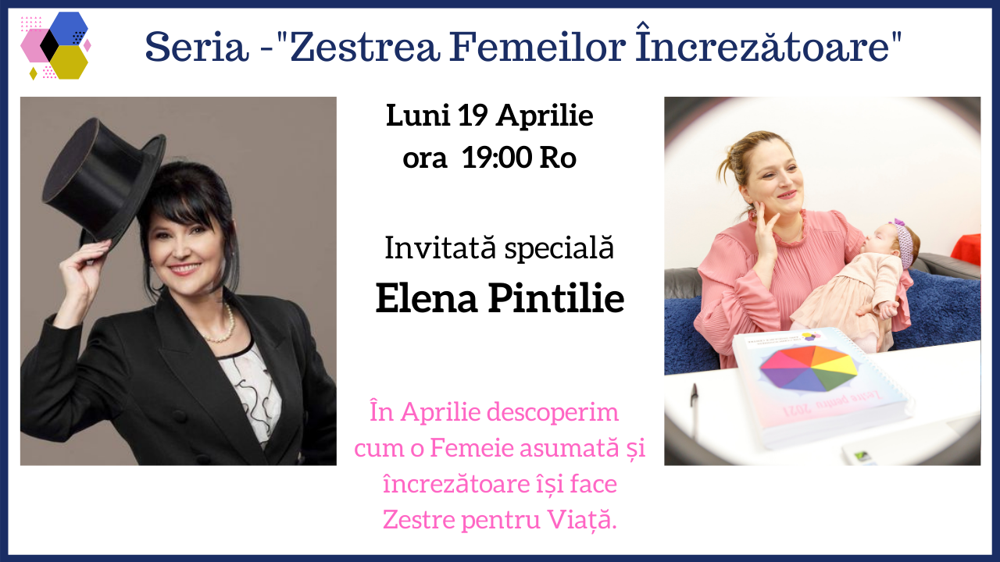 Seria -"Zestrea Femeilor Încrezătoare"
Luni 19 Aprilie
ora 19:00 Ro
Invitată specială
Elena Pintilie
În Aprilie descoperim
cum o Femeie asumată și
încrezătoare își face
Zestre pentru Viață.
Zestre pentru 2021